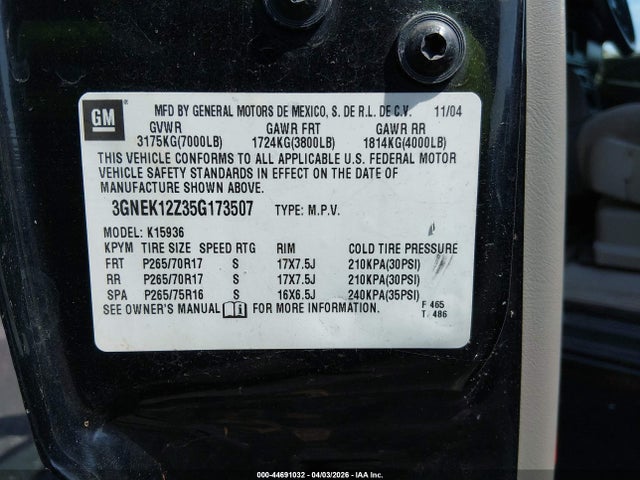 GM
MFD BY GENERAL MOTORS DE MEXICO, S. DE R.L. DE C.V. 11/04
GVWR GAWR FRT GAWR RR
3175KG(7000LB) 1724KG(3800LB) 1814KG(4000LB)
THIS VEHICLE CONFORMS TO ALL APPLICABLE U.S. FEDERAL MOTOR
VEHICLE SAFETY STANDARDS IN EFFECT ON THE DATE OF
MANUFACTURE SHOWN ABOVE.
3GNEK12Z35G173507 TYPE: M.P.V.
MODEL: K15936
KPYM TIRE SIZE SPEED RTG RIM COLD TIRE PRESSURE
FRT P265/70R17 S 17X7.5J 210KPA(30PSI)
RR P265/70R17 S 17X7.5J 210KPA(30PSI)
SPA P265/75R16 S 16X6.5J 240KPA(35PSI)
SEE OWNER'S MANUAL FOR MORE INFORMATION.
F 465
T. 486
000-44691032 - 04/03/2026 - IAA Inc.